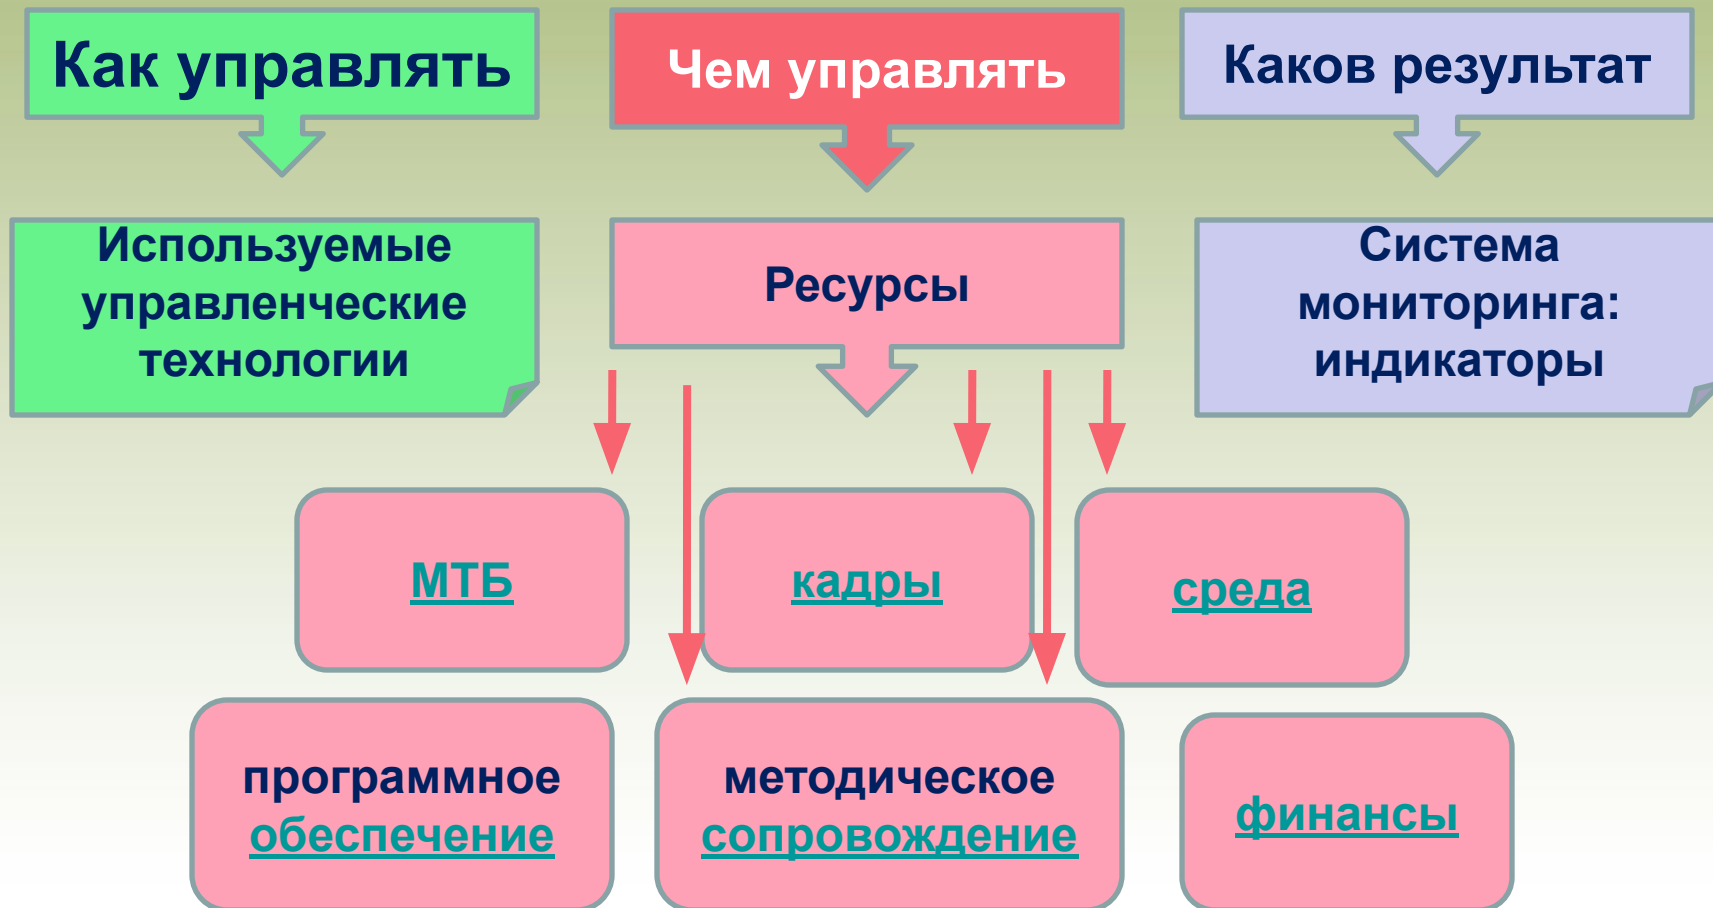 Как управлять
Чем управлять
Каков результат
Используемые
управленческие
технологии
Ресурсы
Система
мониторинга:
индикаторы
МТБ
кадры
среда
программное
обеспечение
методическое
сопровождение
финансы